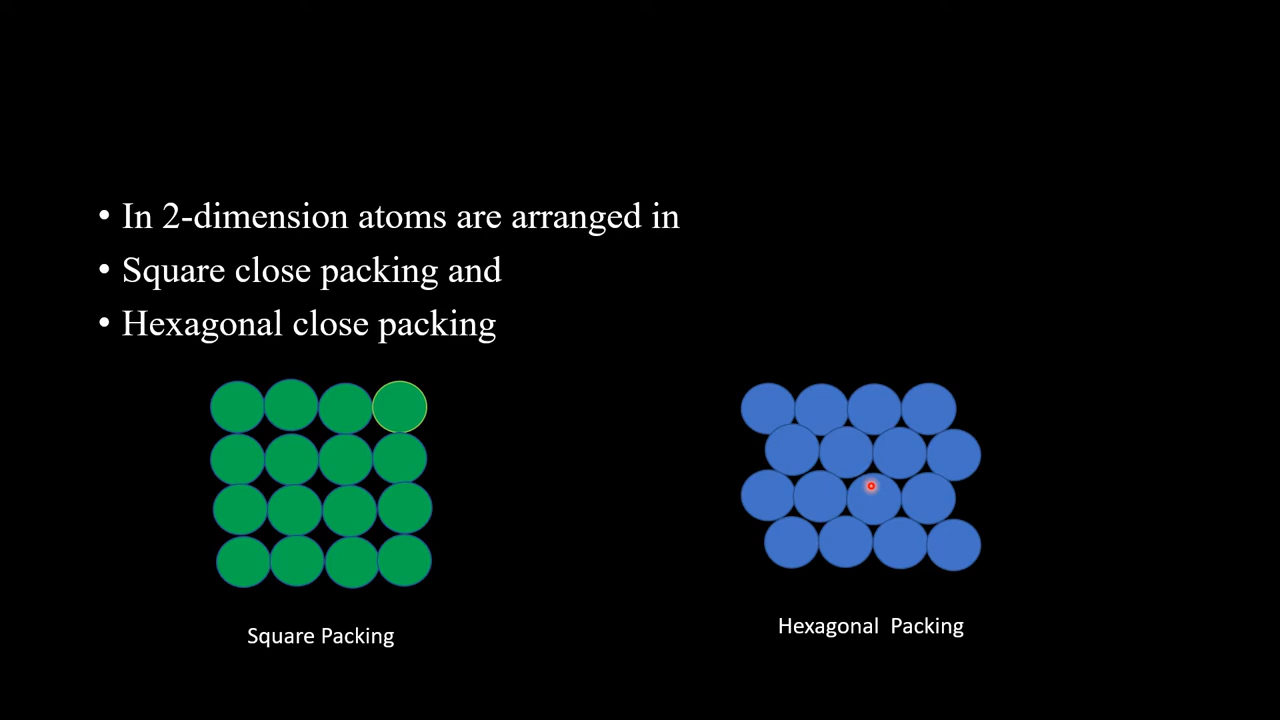 • In 2-dimension atoms are arranged in
• Square close packing and
• Hexagonal close packing
Square Packing
Hexagonal  Packing